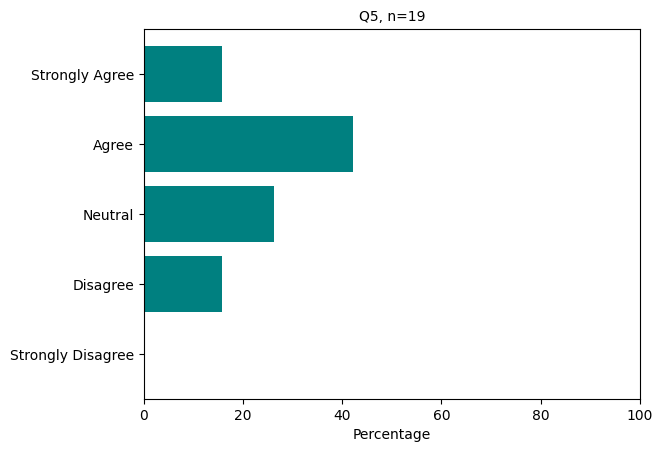 Q5, n=19
Strongly Agree
Agree
Neutral
Disagree
Strongly Disagree
0 20 40 60 80 100
Percentage